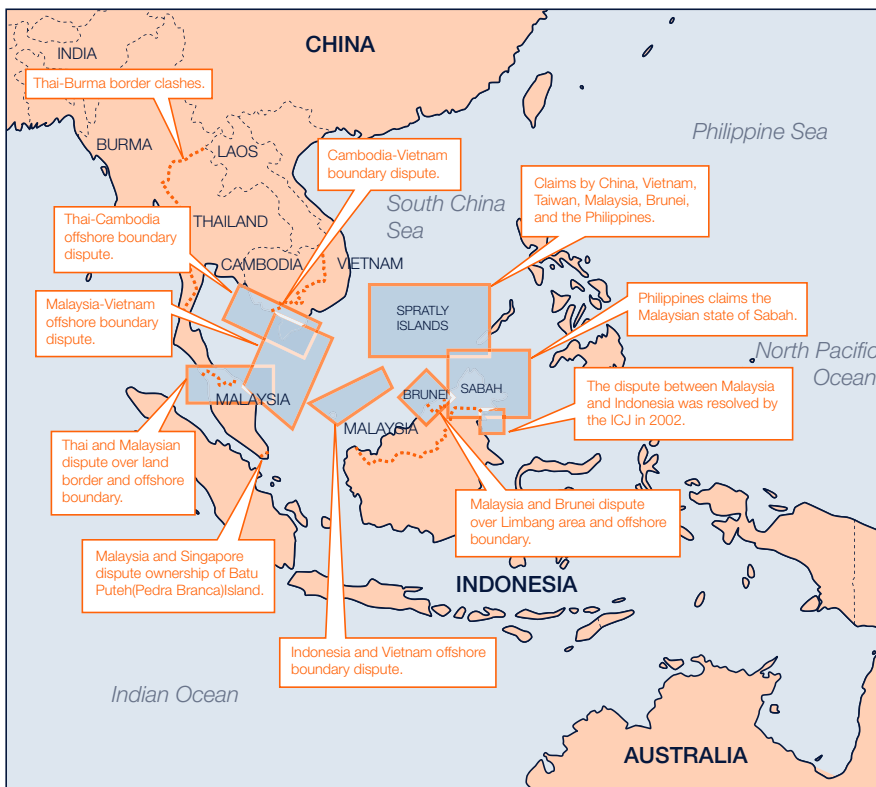 CHINA
INDIA
Thai-Burma border clashes.
Philippine Sea
BURMA
LAOS
Cambodia-Vietnam
boundary dispute.
Claims by China, Vietnam,
Taiwan, Malaysia, Brunei,
and the Philippines.
South China
Sea
Thai-Cambodia
offshore boundary
dispute.
THAILAND
CAMBODIA
VIETNAM
Malaysia-Vietnam
offshore boundary
dispute.
SPRATLY
ISLANDS
Philippines claims the
Malaysian state of Sabah.
North Pacific
Ocean
MALAYSIA
BRUNEI
SABAH
The dispute between Malaysia
and Indonesia was resolved by
the ICJ in 2002.
MALAYSIA
Thai and Malaysian
dispute over land
border and offshore
boundary.
Malaysia and Brunei dispute
over Limbang area and offshore
boundary.
Malaysia and Singapore
dispute ownership of Batu
Puteh(Pedra Branca)Island.
INDONESIA
Indonesia and Vietnam offshore
boundary dispute.
Indian Ocean
AUSTRALIA